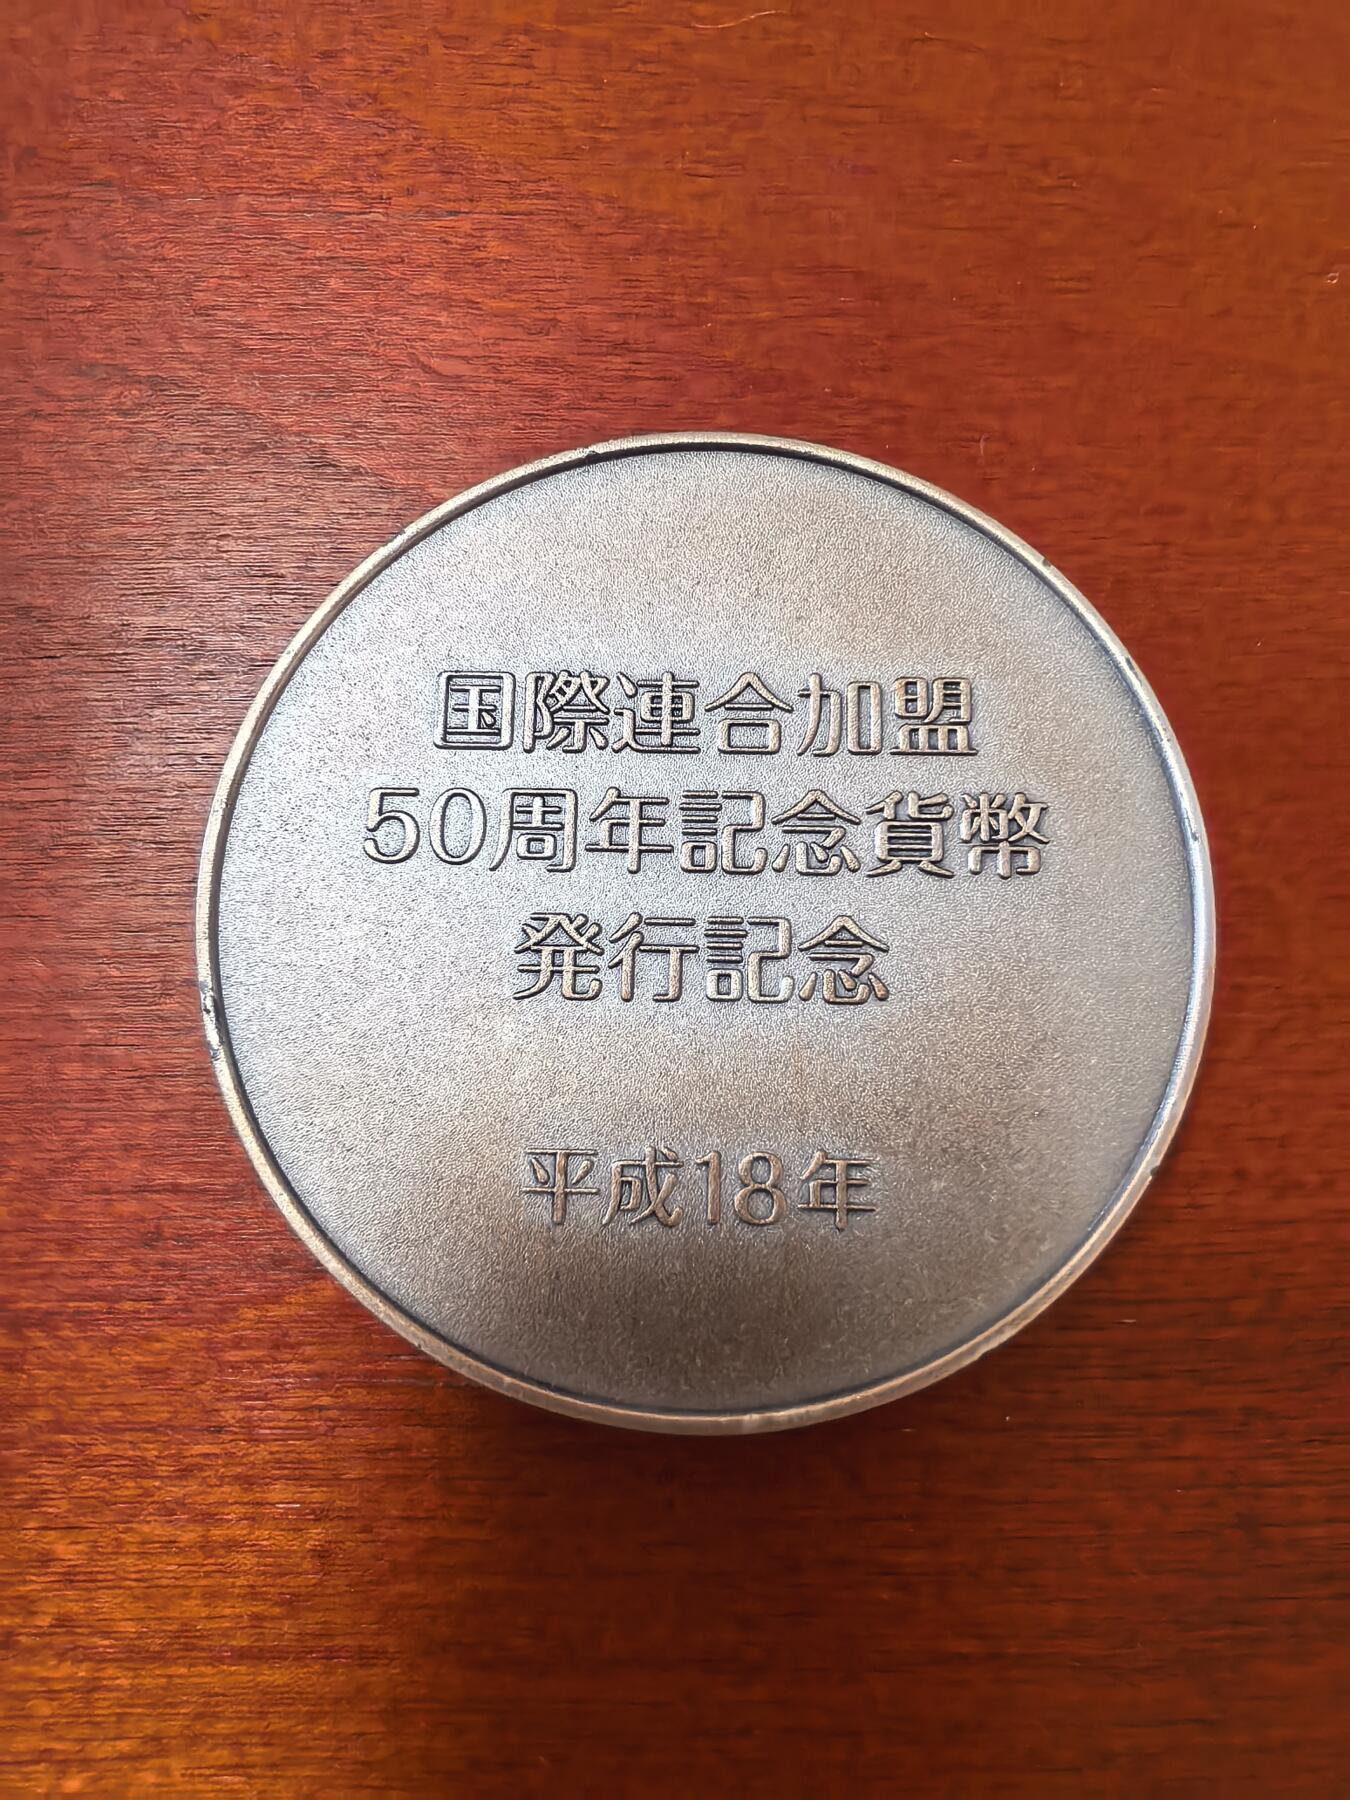 国際連合加盟
50周年記念貨幣
発行記念
平成18年